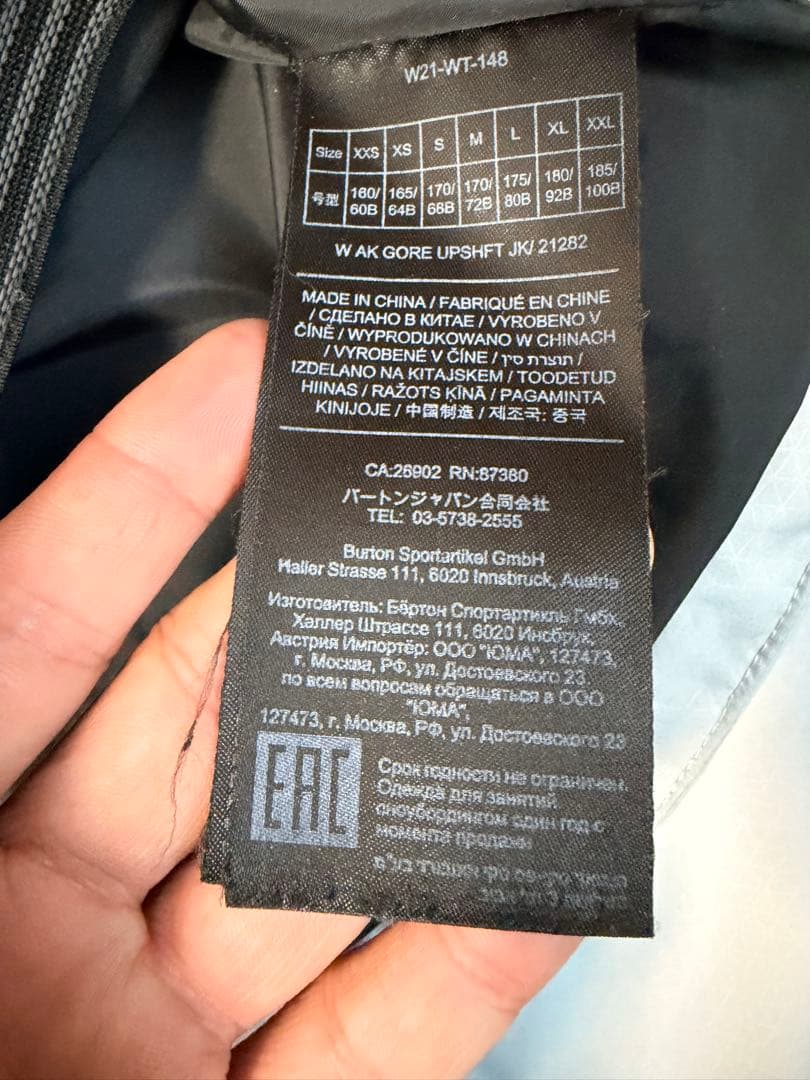 W21-WT-148
Size XXS XS S M L XL XXL
号型 160/60B 165/64B 170/68B 170/72B 175/80B 180/92B 185/100B
W AK GORE UPSHFT JK/ 21282
MADE IN CHINA / FABRIQUÉ EN CHINE
/ СДЕЛАНО В КИТАЕ / VYROBENO V
ČÍNĚ / WYPRODUKOWANO W CHINACH
/ VYROBENÉ V ČÍNE / תוצרת סין /
IZDELANO NA KITAJSKEM / TOODETUD
HIINAS / RAŽOTS ĶĪNĀ / PAGAMINTA
KINIJOJE / 中国制造 / 제조국: 중국
CA:26902 RN:87380
バートンジャパン合同会社
TEL: 03-5738-2555
Burton Sportartikel GmbH
Haller Strasse 111, 6020 Innsbruck, Austria
Изготовитель: Бёртон Спортартикль Гмбх,
Халлер Штрассе 111, 6020 Инсбрук,
Австрия Импортёр: ООО "ЮМА", 127473,
г. Москва, РФ, ул. Достоевского 23
по всем вопросам обращаться в ООО
"ЮМА",
127473, г. Москва, РФ, ул. Достоевского 23
EAC
Срок годности не ограничен.
Одежда для занятий
сноубордингом один год с
момента продажи